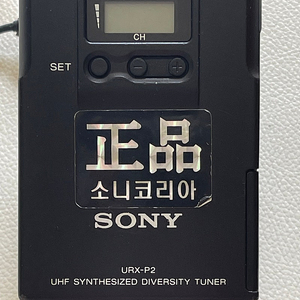 CH
SET - +
正品
소니코리아
SONY
URX-P2
UHF SYNTHESIZED DIVERSITY TUNER